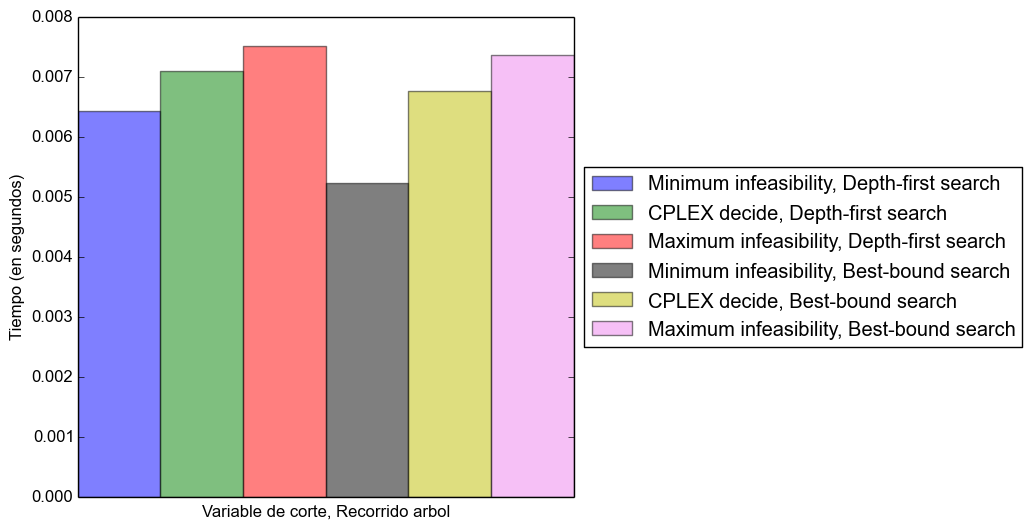 0.008
0.007
0.006
0.005
0.004
0.003
0.002
0.001
0.000
Tiempo (en segundos)
Variable de corte, Recorrido arbol
Minimum infeasibility, Depth-first search
CPLEX decide, Depth-first search
Maximum infeasibility, Depth-first search
Minimum infeasibility, Best-bound search
CPLEX decide, Best-bound search
Maximum infeasibility, Best-bound search